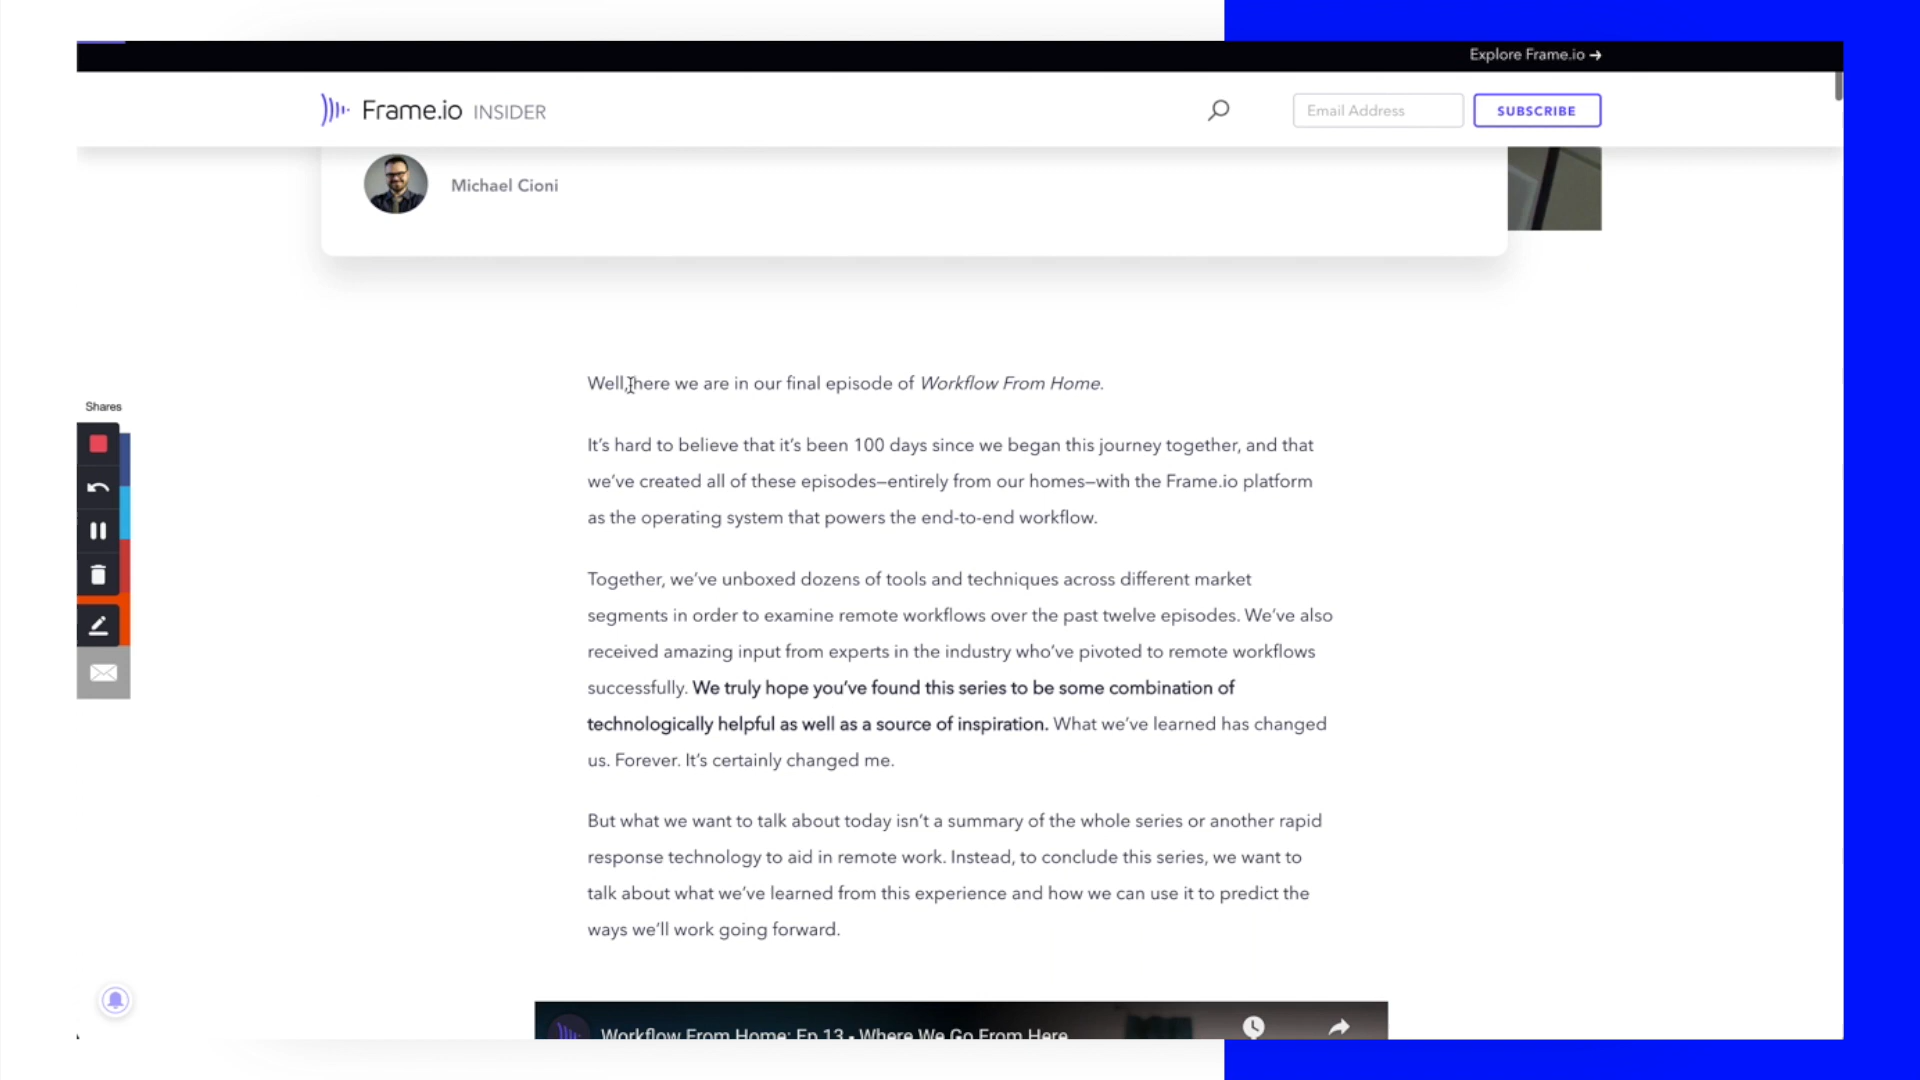 Explore Frame.io →
Frame.io INSIDER
Email Address
SUBSCRIBE
Michael Cioni
Well, here we are in our final episode of Workflow From Home.
Shares
It’s hard to believe that it’s been 100 days since we began this journey together, and that
we’ve created all of these episodes—entirely from our homes—with the Frame.io platform
as the operating system that powers the end-to-end workflow.
Together, we’ve unboxed dozens of tools and techniques across different market
segments in order to examine remote workflows over the past twelve episodes. We’ve also
received amazing input from experts in the industry who’ve pivoted to remote workflows
successfully. We truly hope you’ve found this series to be some combination of
technologically helpful as well as a source of inspiration. What we’ve learned has changed
us. Forever. It’s certainly changed me.
But what we want to talk about today isn’t a summary of the whole series or another rapid
response technology to aid in remote work. Instead, to conclude this series, we want to
talk about what we’ve learned from this experience and how we can use it to predict the
ways we’ll work going forward.
Workflow From Home: Ep 13 - Where We Go From Here